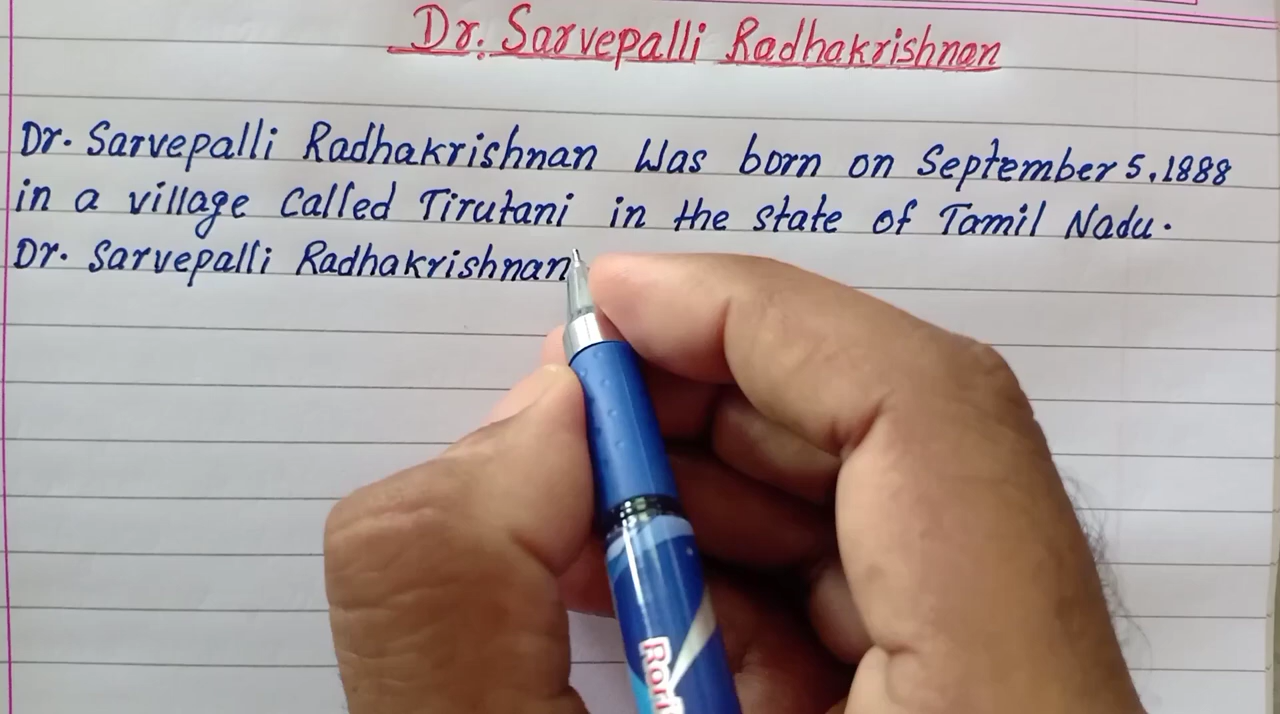 Dr. Sarvepalli Radhakrishnan
Dr. Sarvepalli Radhakrishnan Was born on September 5, 1888
in a village Called Tirutani in the state of Tamil Nadu.
Dr. Sarvepalli Radhakrishnan